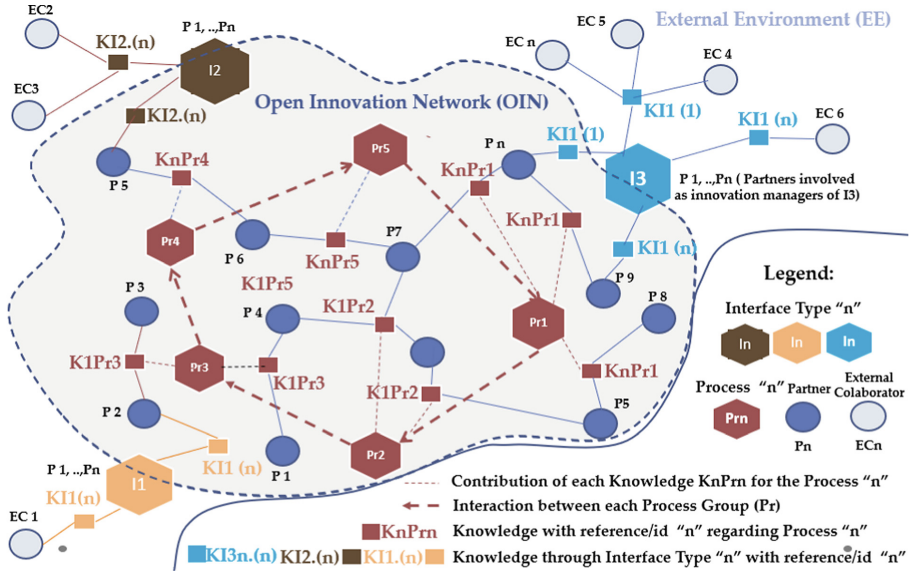 EC2
P 1, ..,Pn
EC 5
External Environment (EE)
KI2.(n)
I2
EC n
EC 4
EC3
KI2.(n)
Open Innovation Network (OIN)
KI1 (1)
KI1 (1)
KI1 (n)
EC 6
P 5
KnPr4
Pr5
P n
KnPr1
I3
P 1, ..,Pn ( Partners involved
as innovation managers of I3)
KnPr1
Pr4
P 6
KnPr5
P7
KI1 (n)
K1Pr5
P 9
Legend:
P 3
P 4
K1Pr2
P 8
Interface Type “n”
Pr1
In
In
In
K1Pr3
Pr3
K1Pr3
KnPr1
Process “n”
Partner
External
Colaborator
K1Pr2
P 2
P5
Prn
Pn
ECn
KI1 (n)
P 1
Pr2
P 1, ..,Pn
I1
KI1(n)
EC 1
Contribution of each Knowledge KnPrn for the Process “n”
Interaction between each Process Group (Pr)
KnPrn
Knowledge with reference/id “n” regarding Process “n”
KI3n.(n)
KI2.(n)
KI1.(n)
Knowledge through Interface Type “n” with reference/id “n”